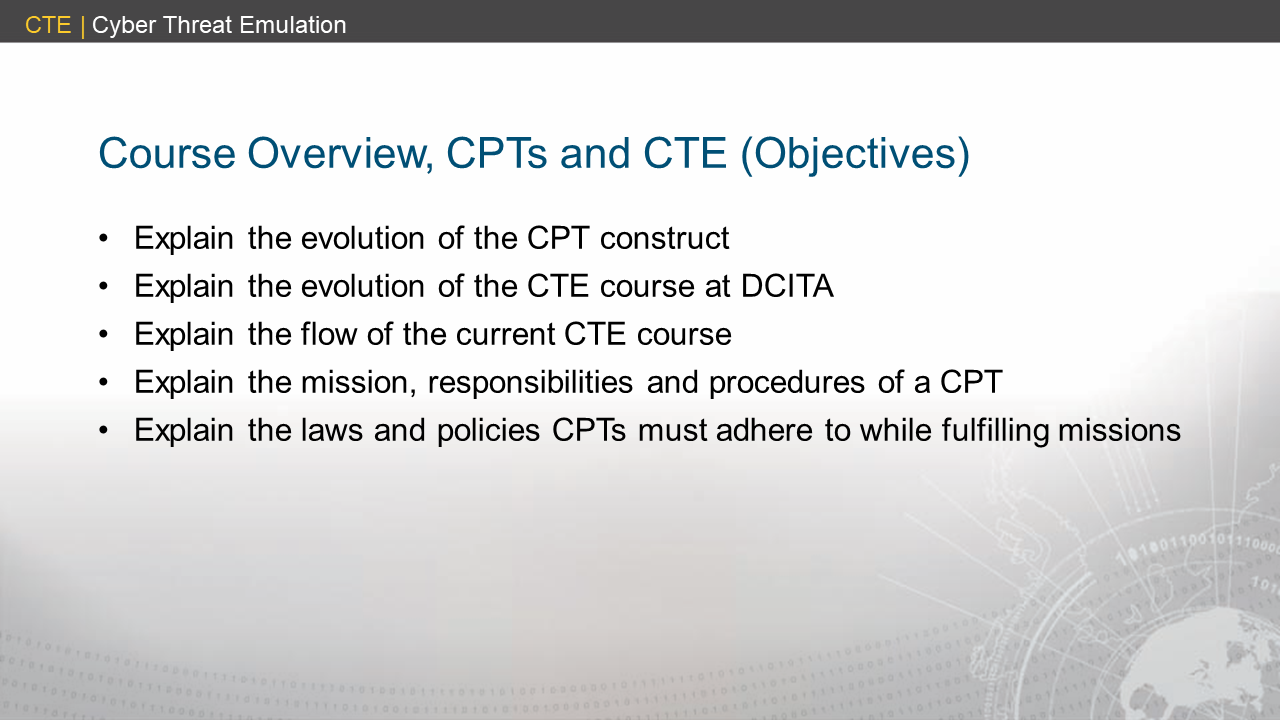 CTE | Cyber Threat Emulation
Course Overview, CPTs and CTE (Objectives)
• Explain the evolution of the CPT construct
• Explain the evolution of the CTE course at DCITA
• Explain the flow of the current CTE course
• Explain the mission, responsibilities and procedures of a CPT
• Explain the laws and policies CPTs must adhere to while fulfilling missions